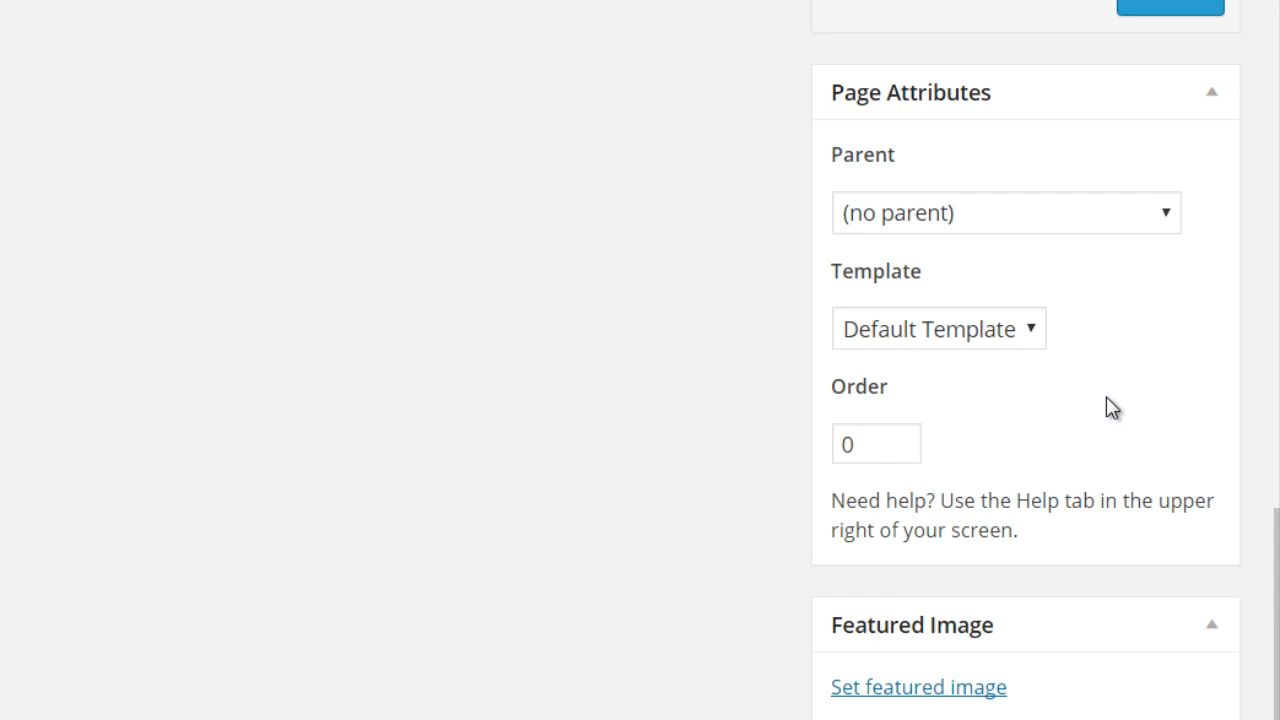 Page Attributes
Parent
(no parent)
Template
Default Template
Order
0
Need help? Use the Help tab in the upper
right of your screen.
Featured Image
Set featured image